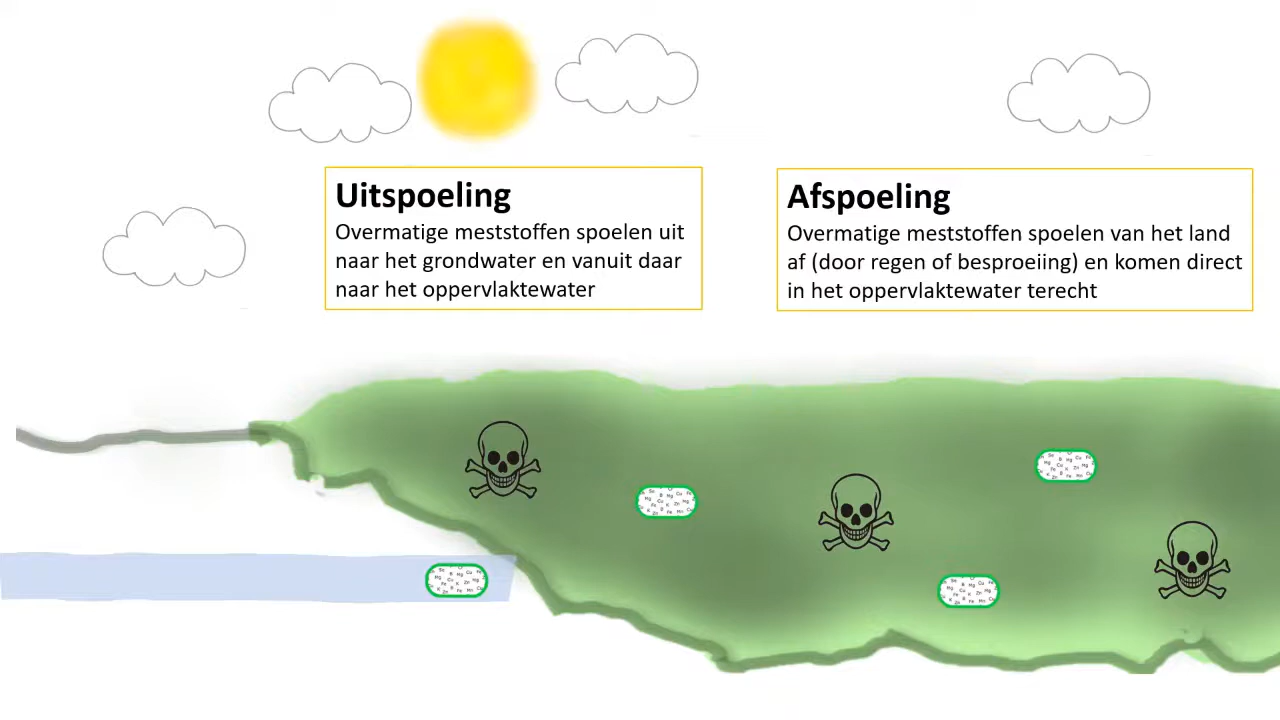 Uitspoeling
Overmatige meststoffen spoelen uit
naar het grondwater en vanuit daar
naar het oppervlaktewater
Afspoeling
Overmatige meststoffen spoelen van het land
af (door regen of besproeiing) en komen direct
in het oppervlaktewater terecht